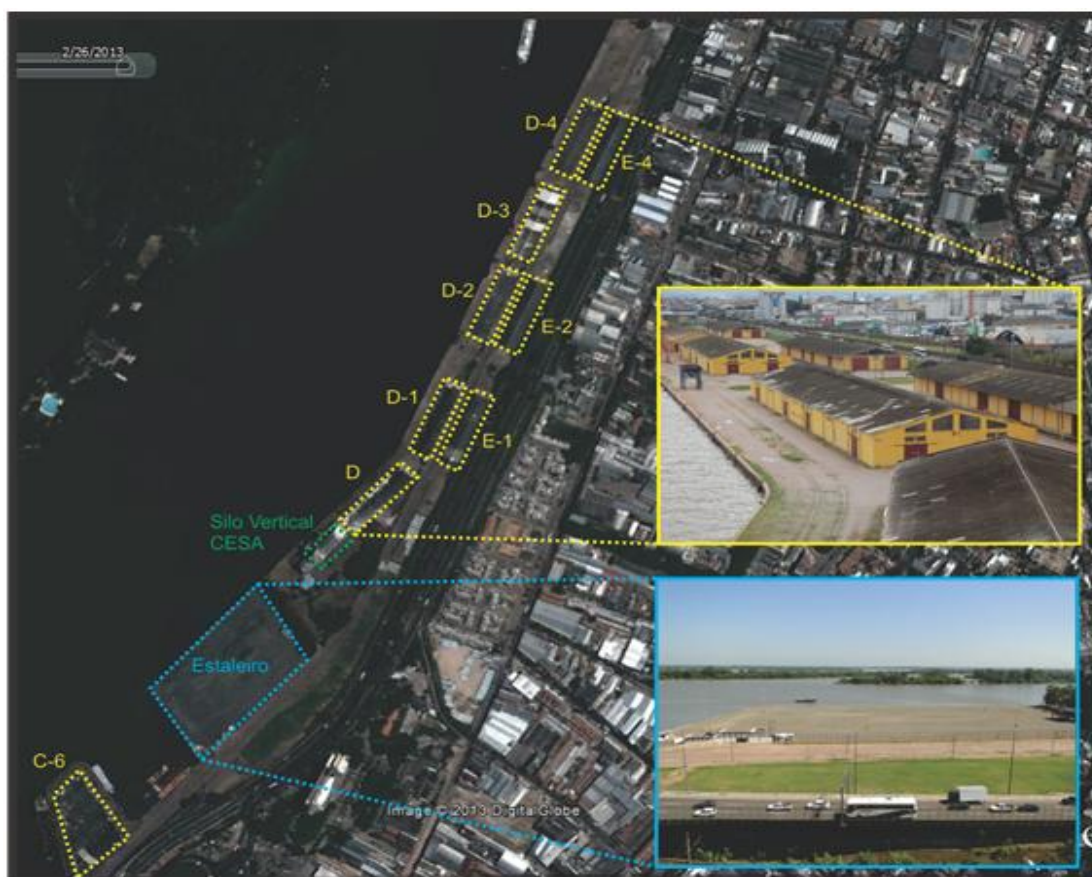 2/26/2013
D-4
E-4
D-3
D-2
E-2
D-1
E-1
D
Silo Vertical
CESA
Estaleiro
C-6
Image © 2013 DigitalGlobe